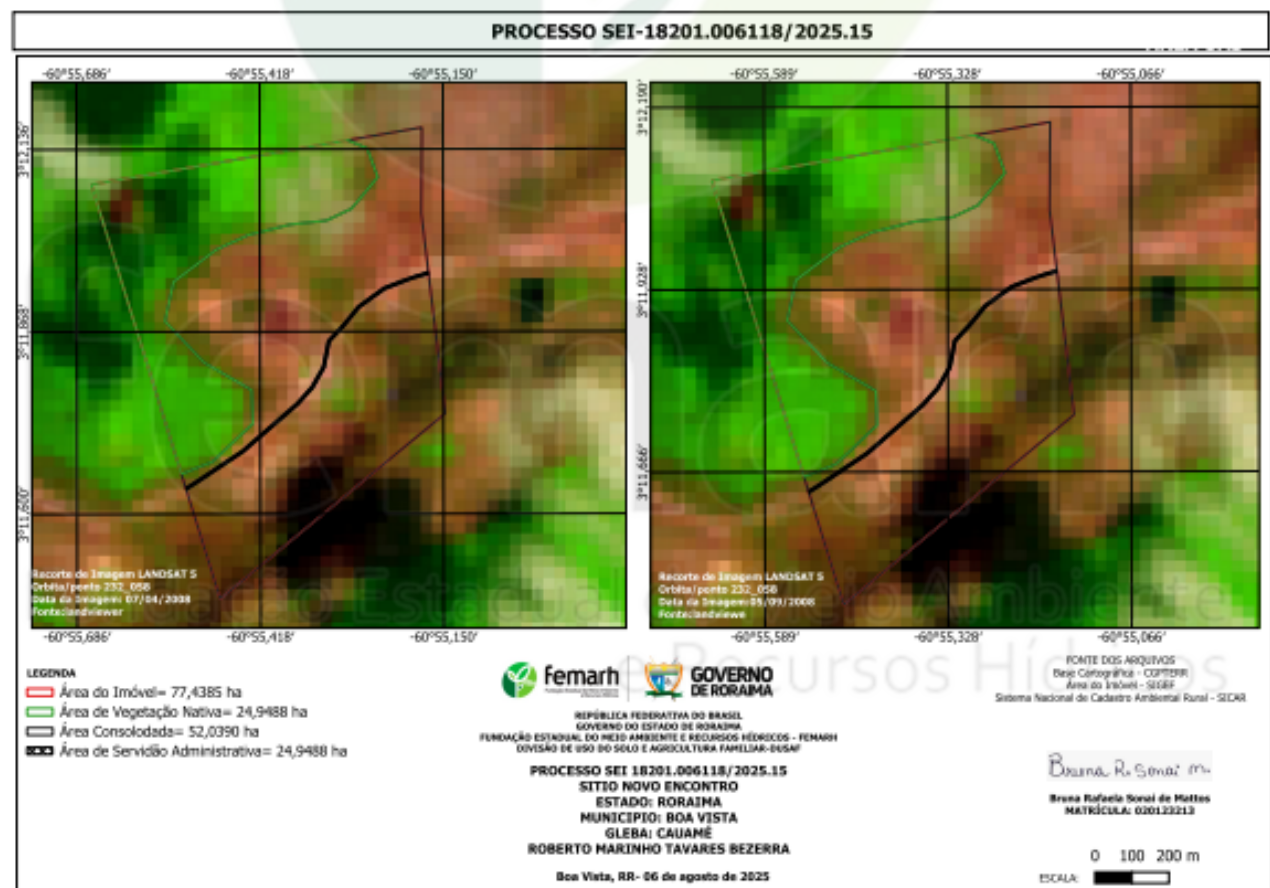 PROCESSO SEI-18201.006118/2025.15
-60°55,686' -60°55,418' -60°55,150'
-60°55,589' -60°55,328' -60°55,066'
3°12,136'
3°11,868'
3°11,600'
3°12,190'
3°11,928'
3°11,666'
Recorte de Imagem LANDSAT 5
Orbita/ponto 232_058
Data da Imagem: 07/04/2008
Fonte:landviewer
Recorte de Imagem LANDSAT 5
Orbita/ponto 232_058
Data da Imagem:05/09/2008
Fonte:landviewe
-60°55,686' -60°55,418' -60°55,150'
-60°55,589' -60°55,328' -60°55,066'
LEGENDA
Área do Imóvel= 77,4385 ha
Área de Vegetação Nativa= 24,9488 ha
Área Consolodada= 52,0390 ha
Área de Servidão Administrativa= 24,9488 ha
femarh
GOVERNO
DE RORAIMA
REPÚBLICA FEDERATIVA DO BRASIL
GOVERNO DO ESTADO DE RORAIMA
FUNDAÇÃO ESTADUAL DO MEIO AMBIENTE E RECURSOS HÍDRICOS - FEMARH
DIVISÃO DE USO DO SOLO E AGRICULTURA FAMILIAR-DUSAF
PROCESSO SEI 18201.006118/2025.15
SITIO NOVO ENCONTRO
ESTADO: RORAIMA
MUNICIPIO: BOA VISTA
GLEBA: CAUAMÉ
ROBERTO MARINHO TAVARES BEZERRA
Boa Vista, RR- 06 de agosto de 2025
FONTE DOS ARQUIVOS
Base Cartográfica - CGPTERR
Área do Imóvel - SIGEF
Sistema Nacional de Cadastro Ambiental Rural - SICAR
Bruna R. Sonai m.
Bruna Rafaela Sonai de Mattos
MATRÍCULA: 020123213
0 100 200 m
ESCALA:
Estadual Meio Ambiente
e Recursos Hídricos